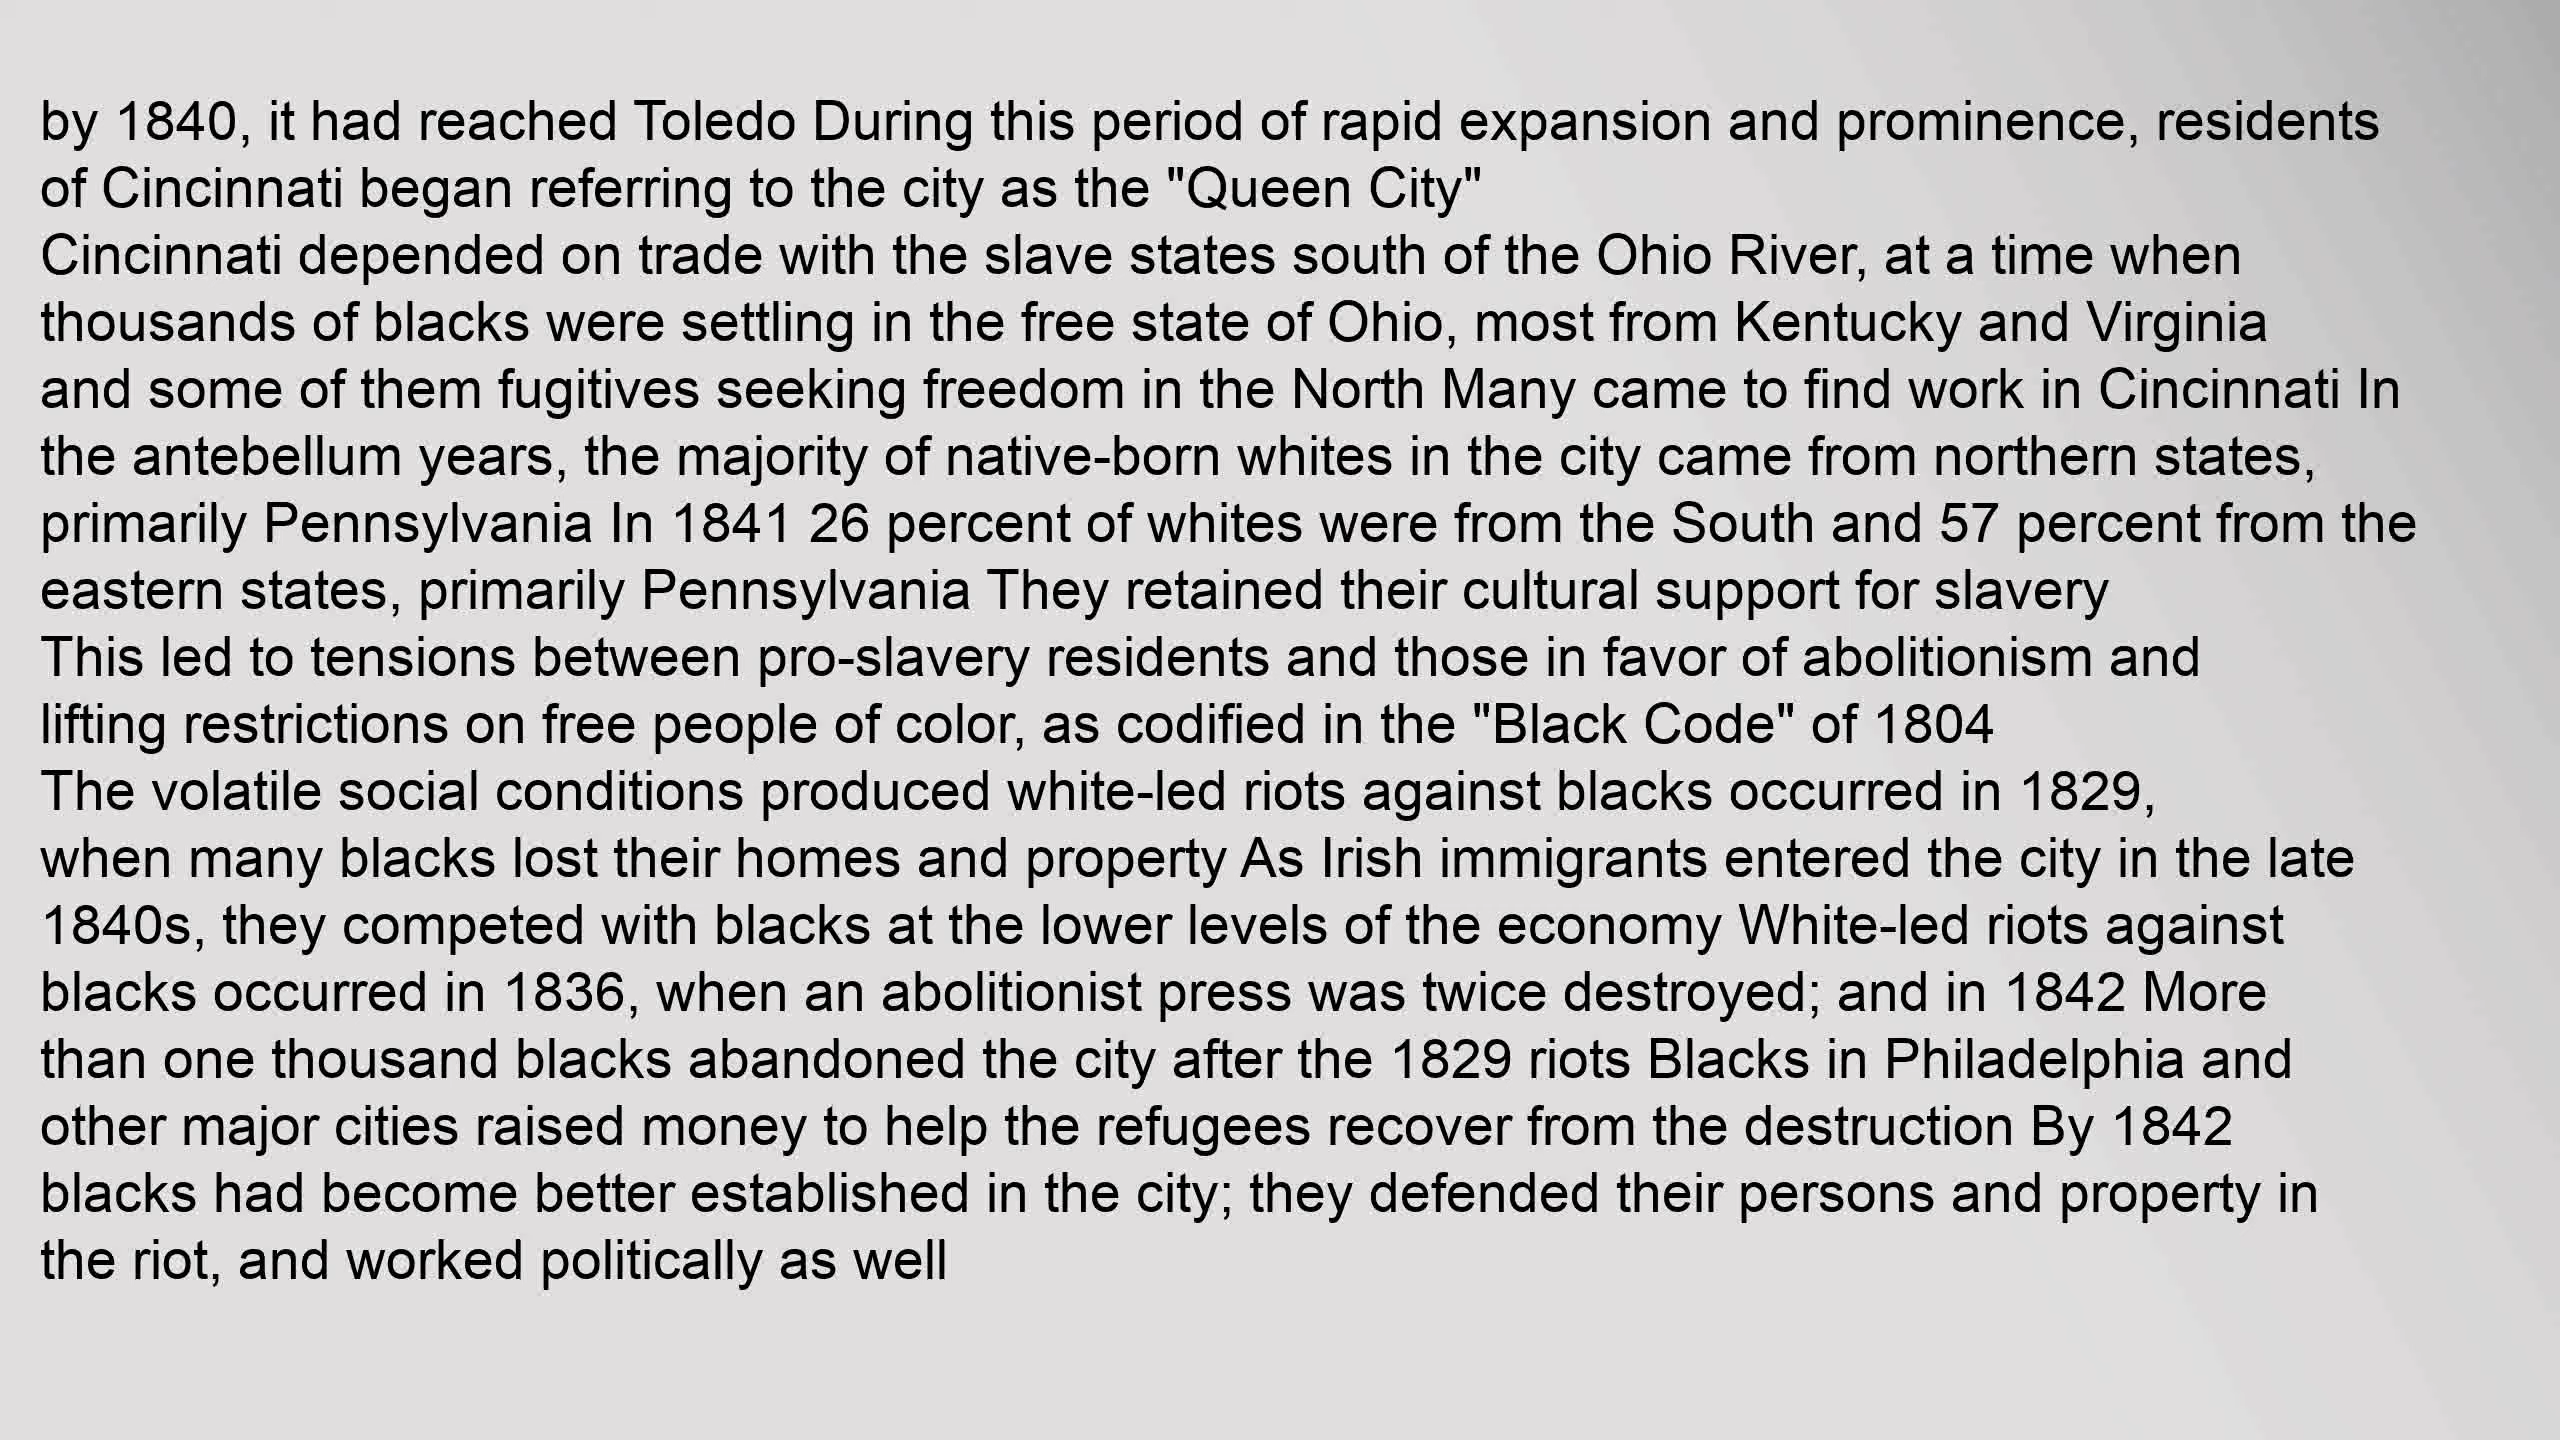 by 1840, it had reached Toledo During this period of rapid expansion and prominence, residents
of Cincinnati began referring to the city as the "Queen City"
Cincinnati depended on trade with the slave states south of the Ohio River, at a time when
thousands of blacks were settling in the free state of Ohio, most from Kentucky and Virginia
and some of them fugitives seeking freedom in the North Many came to find work in Cincinnati In
the antebellum years, the majority of native-born whites in the city came from northern states,
primarily Pennsylvania In 1841 26 percent of whites were from the South and 57 percent from the
eastern states, primarily Pennsylvania They retained their cultural support for slavery
This led to tensions between pro-slavery residents and those in favor of abolitionism and
lifting restrictions on free people of color, as codified in the "Black Code" of 1804
The volatile social conditions produced white-led riots against blacks occurred in 1829,
when many blacks lost their homes and property As Irish immigrants entered the city in the late
1840s, they competed with blacks at the lower levels of the economy White-led riots against
blacks occurred in 1836, when an abolitionist press was twice destroyed; and in 1842 More
than one thousand blacks abandoned the city after the 1829 riots Blacks in Philadelphia and
other major cities raised money to help the refugees recover from the destruction By 1842
blacks had become better established in the city; they defended their persons and property in
the riot, and worked politically as well